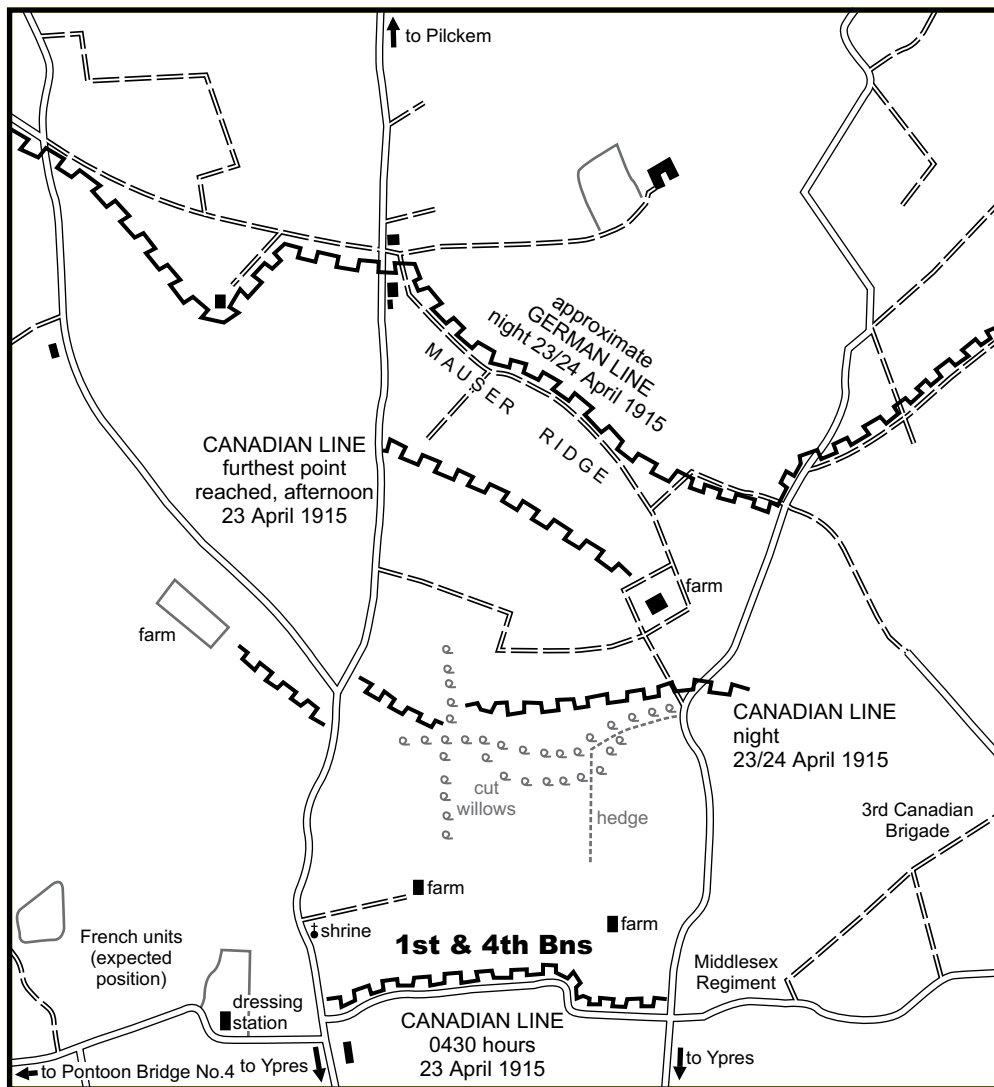 to Pilckem
approximate
GERMAN LINE
night 23/24 April 1915
MAUSER RIDGE
CANADIAN LINE
furthest point
reached, afternoon
23 April 1915
farm
farm
CANADIAN LINE
night
23/24 April 1915
cut
willows
hedge
3rd Canadian
Brigade
farm
farm
shrine
French units
(expected
position)
1st & 4th Bns
Middlesex
Regiment
dressing
station
CANADIAN LINE
0430 hours
23 April 1915
to Pontoon Bridge No.4
to Ypres
to Ypres